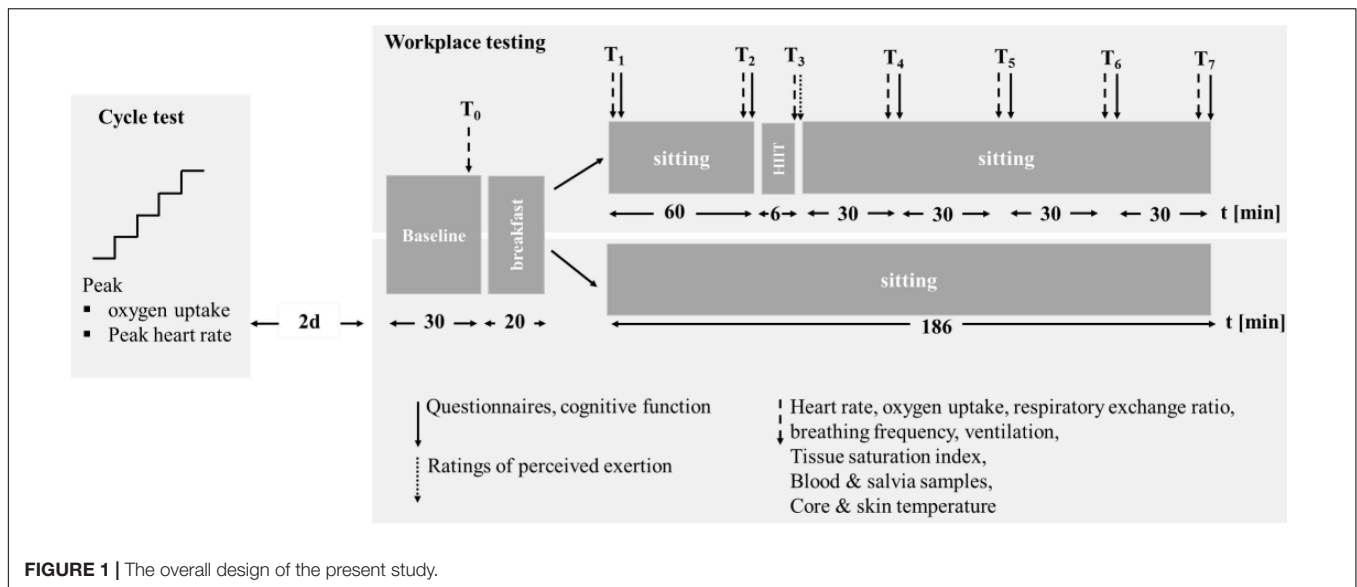 Workplace testing
T1 T2 T3 T4 T5 T6 T7
Cycle test
T0
sitting
HIIT
sitting
60
6
30
30
30
30
t [min]
Baseline
breakfast
sitting
Peak
▪ oxygen uptake
▪ Peak heart rate
2d
30
20
186
t [min]
Questionnaires, cognitive function
Ratings of perceived exertion
Heart rate, oxygen uptake, respiratory exchange ratio,
breathing frequency, ventilation,
Tissue saturation index,
Blood & salvia samples,
Core & skin temperature
FIGURE 1 | The overall design of the present study.